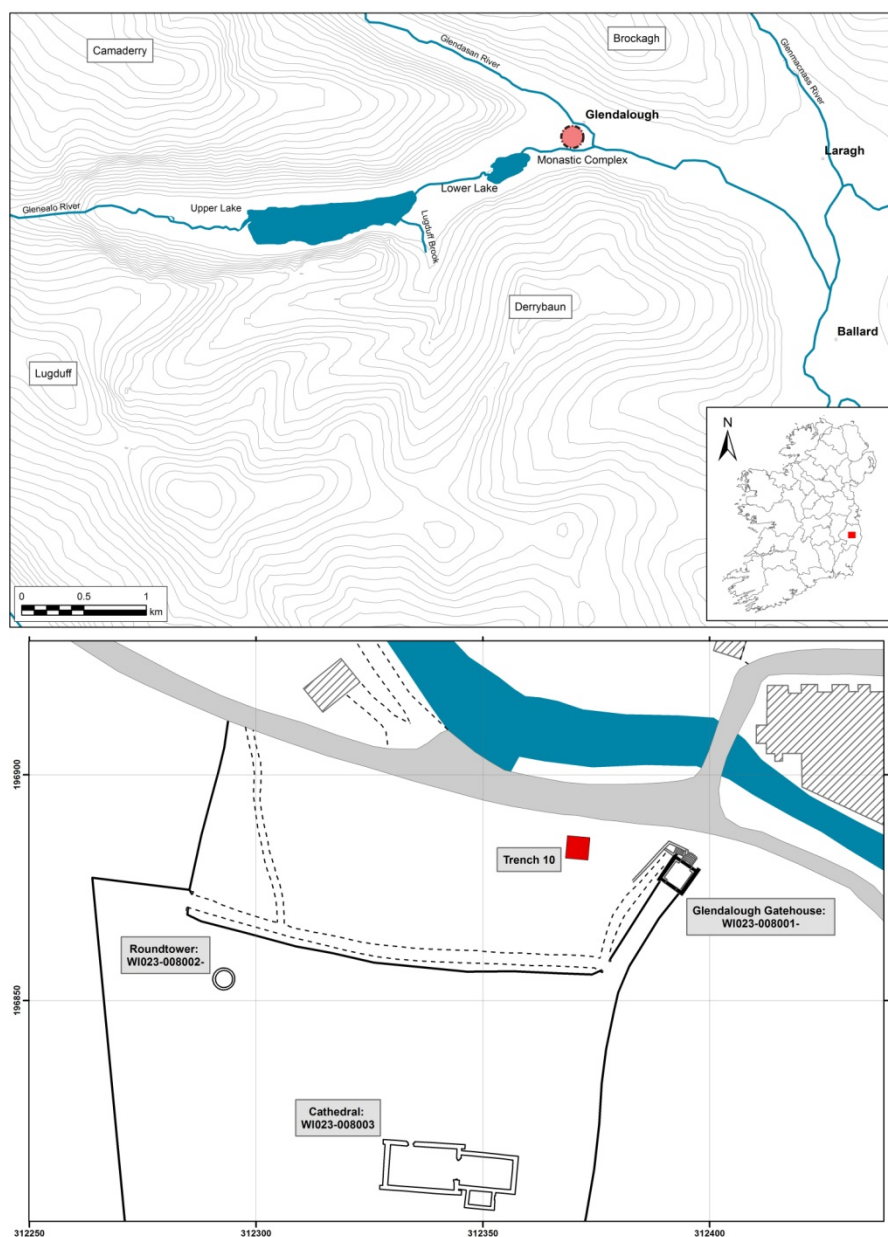 Camaderry
Glendasan River
Brockagh
Glenmacnass River
Glendalough
Laragh
Monastic Complex
Lower Lake
Upper Lake
Glenealo River
Lugduff Brook
Derrybaun
Ballard
Lugduff
N
0 0.5 1
km
196900
Trench 10
Glendalough Gatehouse:
WI023-008001-
Roundtower:
WI023-008002-
196850
Cathedral:
WI023-008003
312250 312300 312350 312400